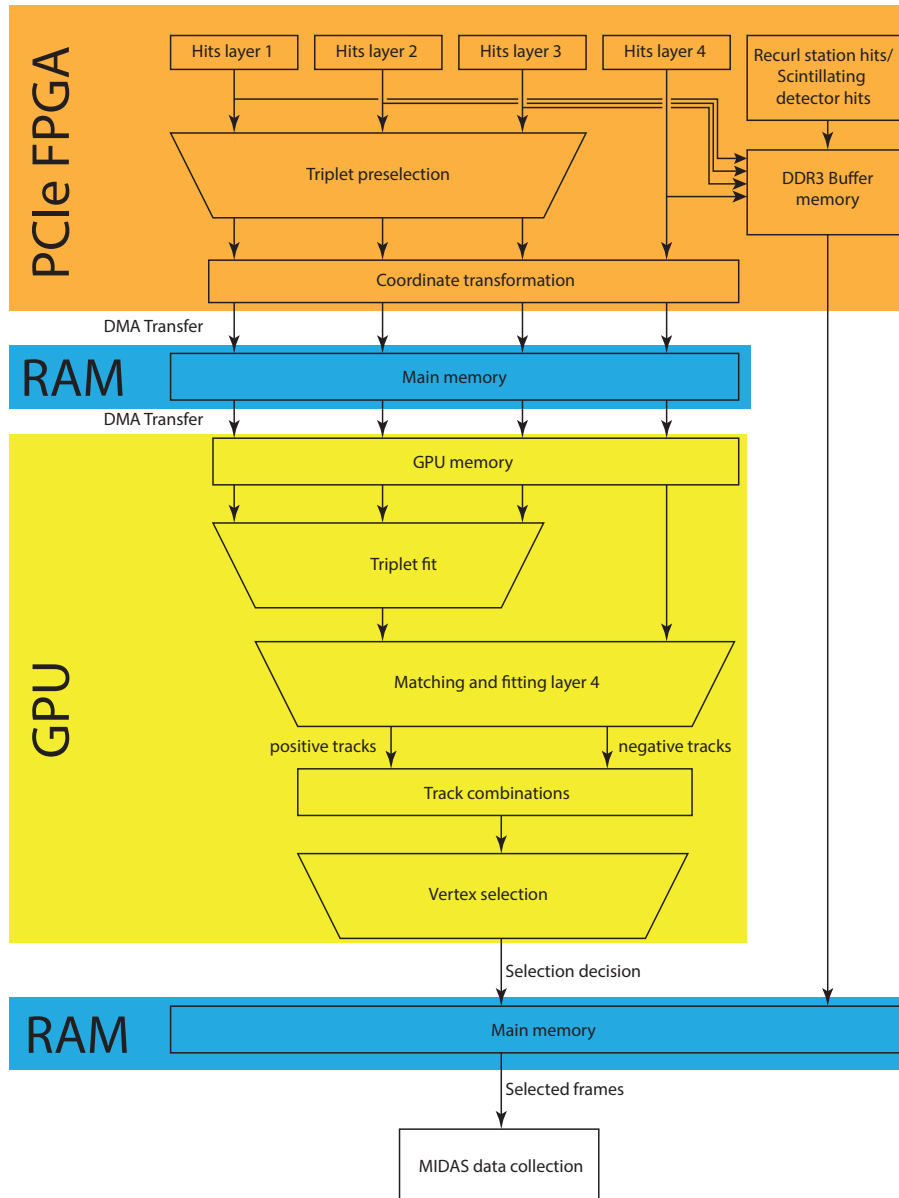 PCIe FPGA
Hits layer 1
Hits layer 2
Hits layer 3
Hits layer 4
Recurl station hits/
Scintillating
detector hits
Triplet preselection
DDR3 Buffer
memory
Coordinate transformation
DMA Transfer
RAM
Main memory
DMA Transfer
GPU
GPU memory
Triplet fit
Matching and fitting layer 4
positive tracks
negative tracks
Track combinations
Vertex selection
Selection decision
RAM
Main memory
Selected frames
MIDAS data collection